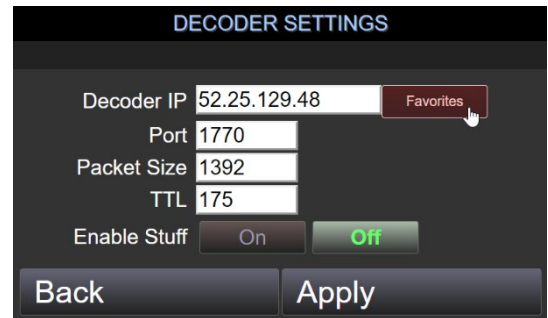 DECODER SETTINGS
Decoder IP 52.25.129.48 Favorites
Port 1770
Packet Size 1392
TTL 175
Enable Stuff On Off
Back Apply